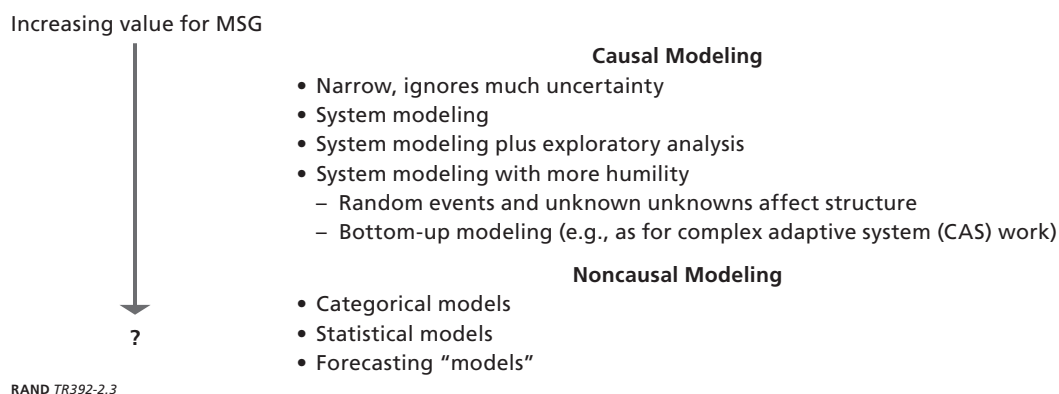 Increasing value for MSG
Causal Modeling
• Narrow, ignores much uncertainty
• System modeling
• System modeling plus exploratory analysis
• System modeling with more humility
– Random events and unknown unknowns affect structure
– Bottom-up modeling (e.g., as for complex adaptive system (CAS) work)
Noncausal Modeling
• Categorical models
• Statistical models
• Forecasting “models”
?
RAND TR392-2.3